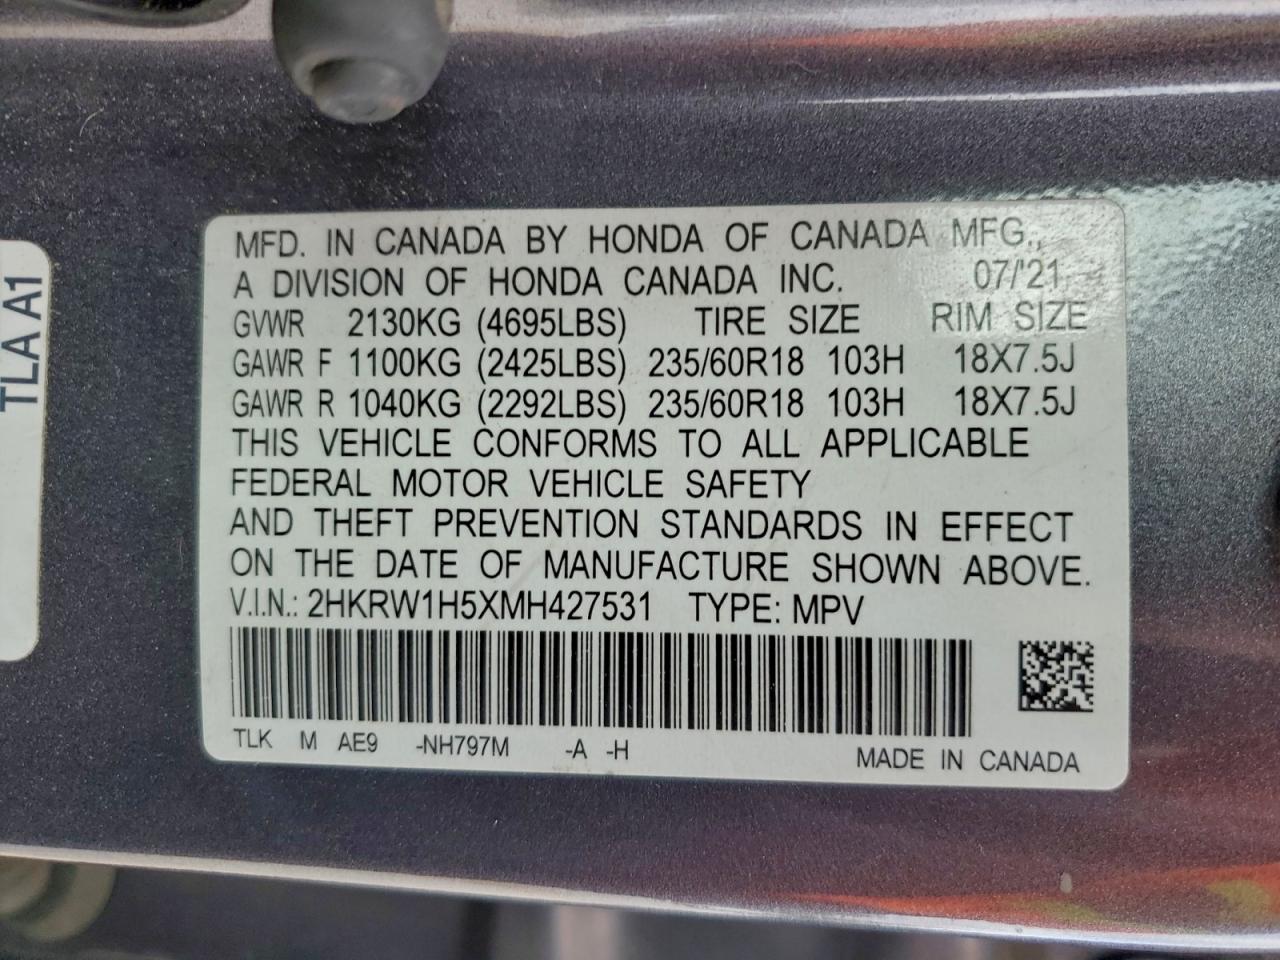 TLA A1
MFD. IN CANADA BY HONDA OF CANADA MFG.,
A DIVISION OF HONDA CANADA INC. 07/'21
GVWR 2130KG (4695LBS) TIRE SIZE RIM SIZE
GAWR F 1100KG (2425LBS) 235/60R18 103H 18X7.5J
GAWR R 1040KG (2292LBS) 235/60R18 103H 18X7.5J
THIS VEHICLE CONFORMS TO ALL APPLICABLE
FEDERAL MOTOR VEHICLE SAFETY
AND THEFT PREVENTION STANDARDS IN EFFECT
ON THE DATE OF MANUFACTURE SHOWN ABOVE.
V.I.N.: 2HKRW1H5XMH427531 TYPE: MPV
TLK M AE9 -NH797M -A -H MADE IN CANADA